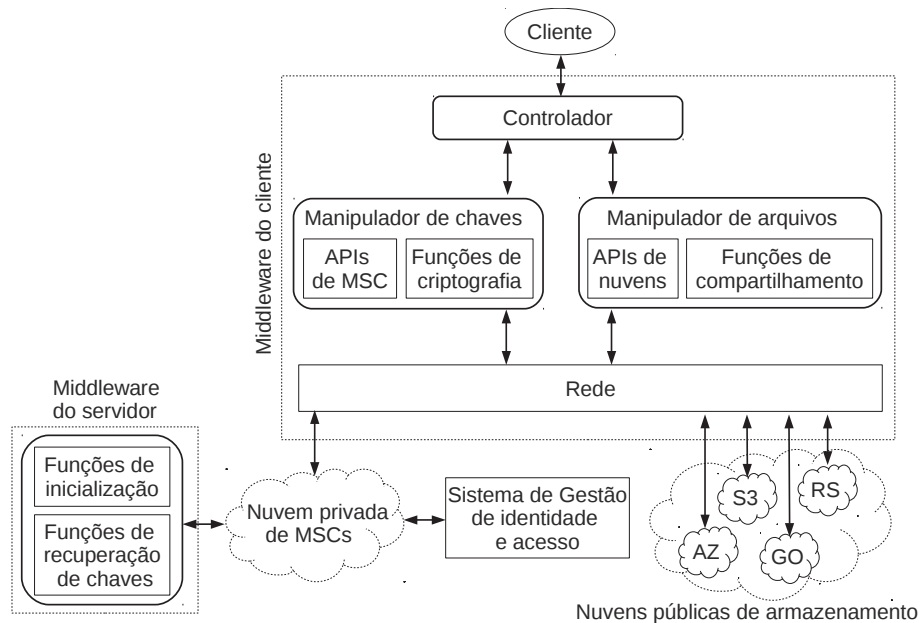 Cliente
Controlador
Middleware do cliente
Manipulador de chaves
APIs
de MSC
Funções de
criptografia
Manipulador de arquivos
APIs de
nuvens
Funções de
compartilhamento
Rede
Middleware
do servidor
Funções de
inicialização
Funções de
recuperação
de chaves
Nuvem privada
de MSCs
Sistema de Gestão
de identidade
e acesso
S3
RS
AZ
GO
Nuvens públicas de armazenamento